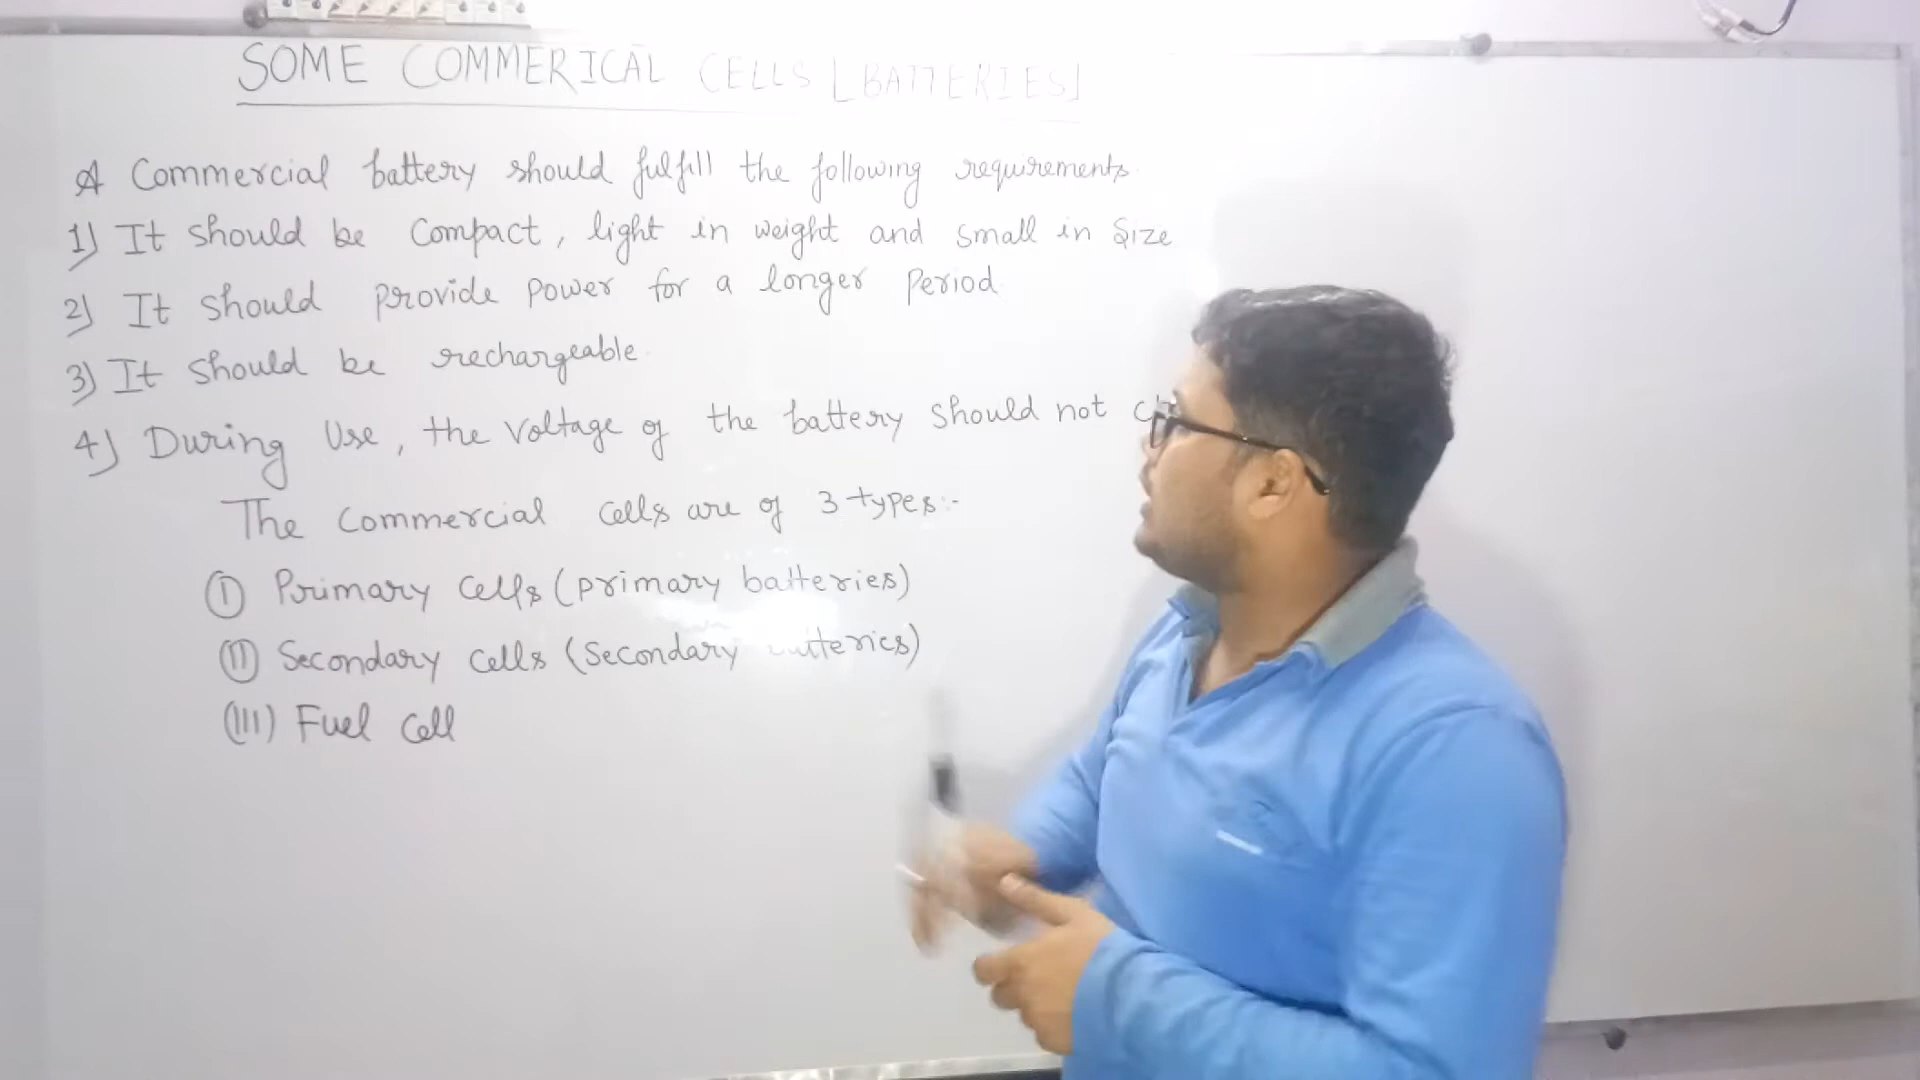 SOME COMMERICAL CELLS [BATTERIES]
A Commercial battery should fulfill the following requirements.
1) It should be Compact, light in weight and small in Size
2) It should provide power for a longer Period.
3) It should be rechargeable.
4) During Use, the Voltage of the battery should not
The Commercial cells are of 3 types:-
(I) Primary Cells (primary batteries)
(II) Secondary cells (Secondary
(III) Fuel Cell